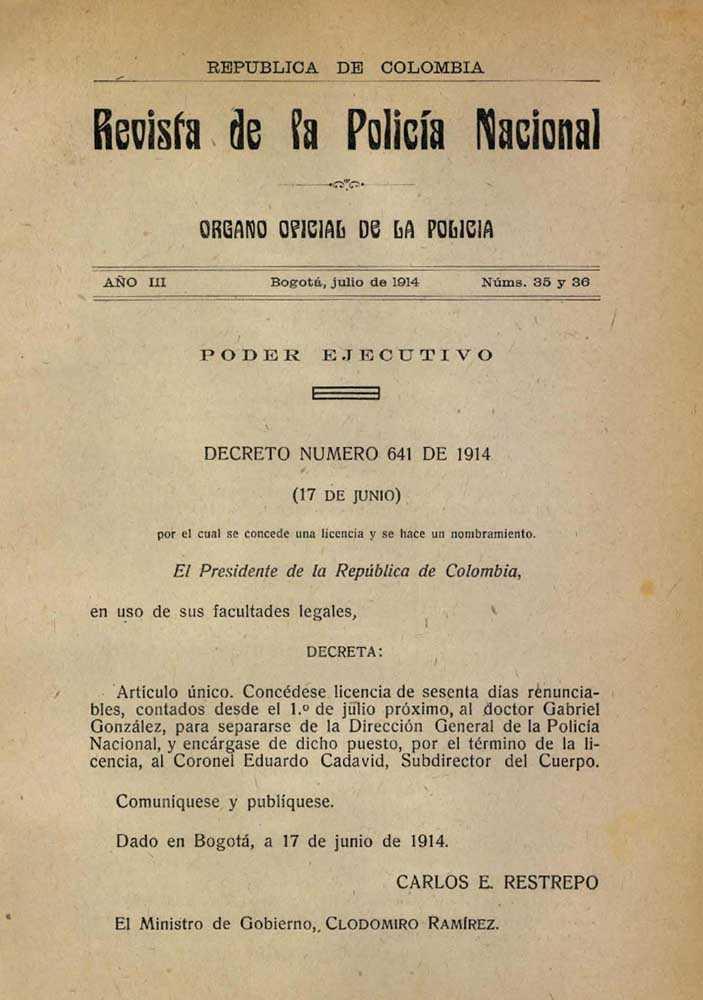 REPUBLICA DE COLOMBIA
Revista de la Policía Nacional
ORGANO OFICIAL DE LA POLICIA
AÑO III Bogotá, julio de 1914 Núms. 35 y 36
PODER EJECUTIVO
DECRETO NUMERO 641 DE 1914
(17 DE JUNIO)
por el cual se concede una licencia y se hace un nombramiento.
El Presidente de la República de Colombia,
en uso de sus facultades legales,
DECRETA:
Artículo único. Concédese licencia de sesenta días renuncia-
bles, contados desde el 1.º de julio próximo, al doctor Gabriel
González, para separarse de la Dirección General de la Policía
Nacional, y encárgase de dicho puesto, por el término de la li-
cencia, al Coronel Eduardo Cadavid, Subdirector del Cuerpo.
Comuníquese y publíquese.
Dado en Bogotá, a 17 de junio de 1914.
CARLOS E. RESTREPO
El Ministro de Gobierno, CLODOMIRO RAMÍREZ.